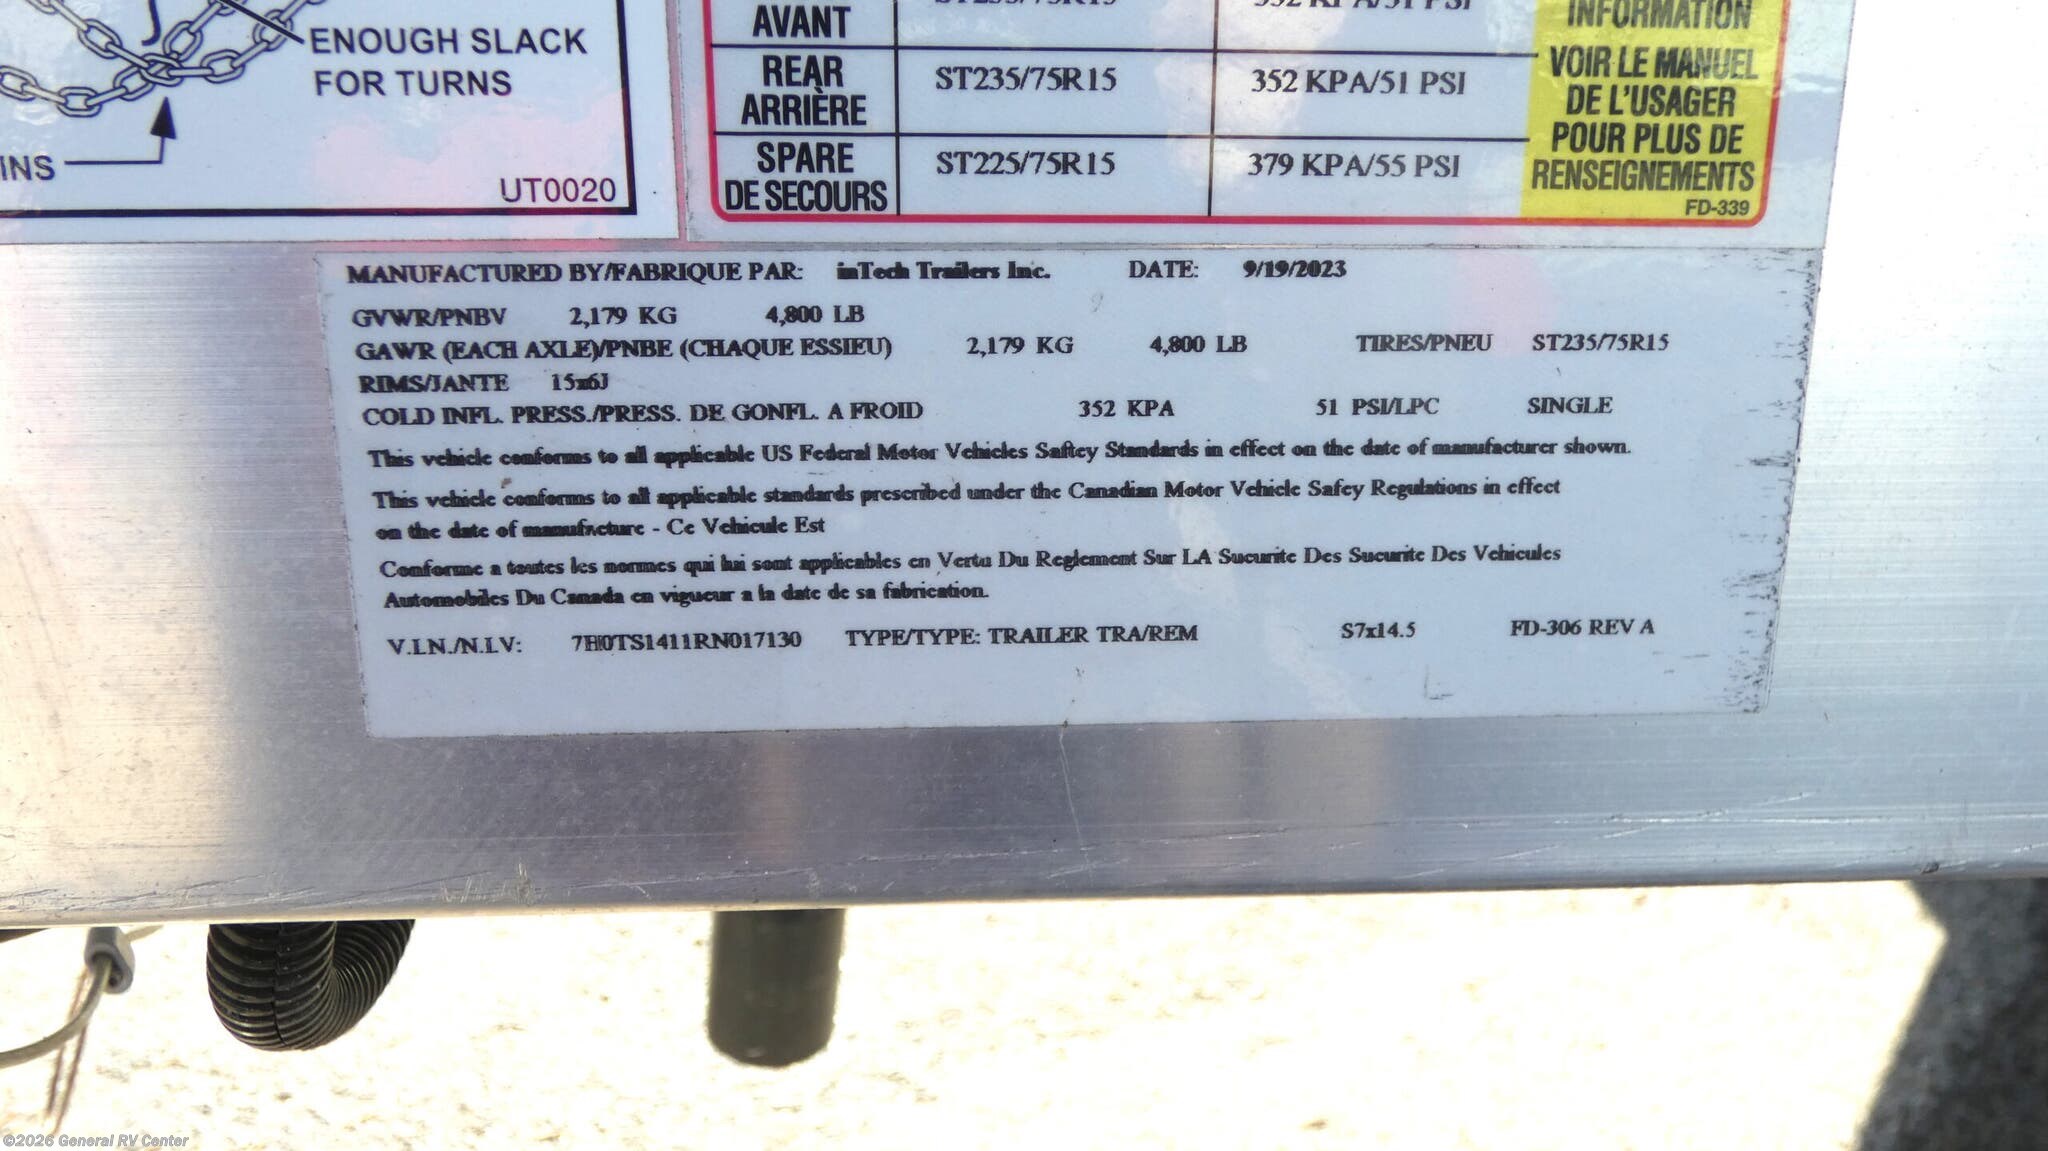 ENOUGH SLACK
FOR TURNS
INS
UT0020
AVANT ST235/75R15 352 KPA/51 PSI
REAR
ARRIÈRE ST235/75R15 352 KPA/51 PSI
SPARE
DE SECOURS ST225/75R15 379 KPA/55 PSI
INFORMATION
VOIR LE MANUEL
DE L'USAGER
POUR PLUS DE
RENSEIGNEMENTS
FD-339
MANUFACTURED BY/FABRIQUE PAR: inTech Trailers Inc. DATE: 9/19/2023
GVWR/PNBV 2,179 KG 4,800 LB
GAWR (EACH AXLE)/PNBE (CHAQUE ESSIEU) 2,179 KG 4,800 LB TIRES/PNEU ST235/75R15
RIMS/JANTE 15x6J
COLD INFL. PRESS./PRESS. DE GONFL. A FROID 352 KPA 51 PSI/LPC SINGLE
This vehicle conforms to all applicable US Federal Motor Vehicles Saftey Standards in effect on the date of manufacturer shown.
This vehicle conforms to all applicable standards prescribed under the Canadian Motor Vehicle Safey Regulations in effect
on the date of manufacture - Ce Vehicule Est
Conforme a toutes les normes qui lui sont applicables en Vertu Du Reglement Sur LA Sucurite Des Sucurite Des Vehicules
Automobiles Du Canada en vigueur a la date de sa fabrication.
V.I.N./N.I.V: 7H0TS1411RN017130 TYPE/TYPE: TRAILER TRA/REM S7x14.5 FD-306 REV A
©2026 General RV Center